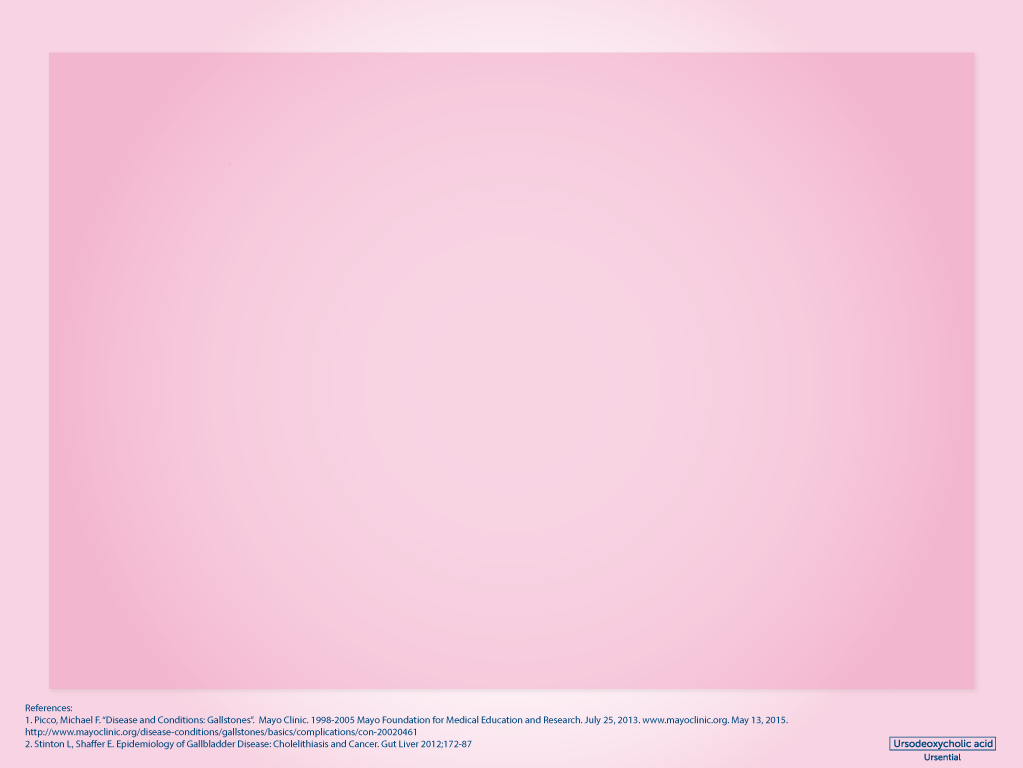 References:
1. Picco, Michael F. "Disease and Conditions: Gallstones". Mayo Clinic. 1998-2005 Mayo Foundation for Medical Education and Research. July 25, 2013. www.mayoclinic.org. May 13, 2015.
http://www.mayoclinic.org/disease-conditions/gallstones/basics/complications/con-20020461
2. Stinton L, Shaffer E. Epidemiology of Gallbladder Disease: Cholelithiasis and Cancer. Gut Liver 2012;172-87
Ursodeoxycholic acid
Ursential